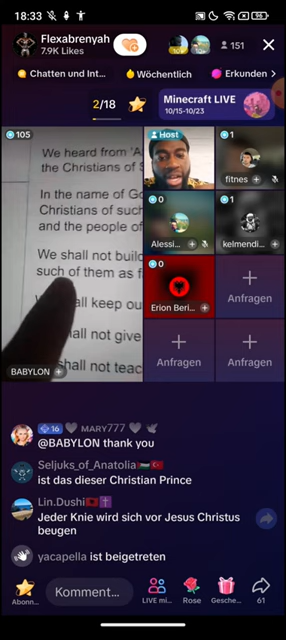 18:33
96
Flexabrenyah
7.9K Likes
151
Chatten und Int...
Wöchentlich
Erkunden >
2/18
Minecraft LIVE
10/15-10/23
105
We heard from 'A
the Christians of S
In the name of Go
Christians of such
and the people of
We shall not build
such of them as f
all keep ou
all not give
shall not teac
BABYLON +
Host
1
fitnes +
0
Alessi... +
1
kelmendi... +
0
Erion Beri... +
Anfragen
Anfragen
Anfragen
Anfragen
16 MARY777
@BABYLON thank you
Seljuks_of_Anatolia
ist das dieser Christian Prince
Lin.Dushi
Jeder Knie wird sich vor Jesus Christus
beugen
yacapella ist beigetreten
Abonn...
Komment...
LIVE mi...
Rose
Gesche...
61